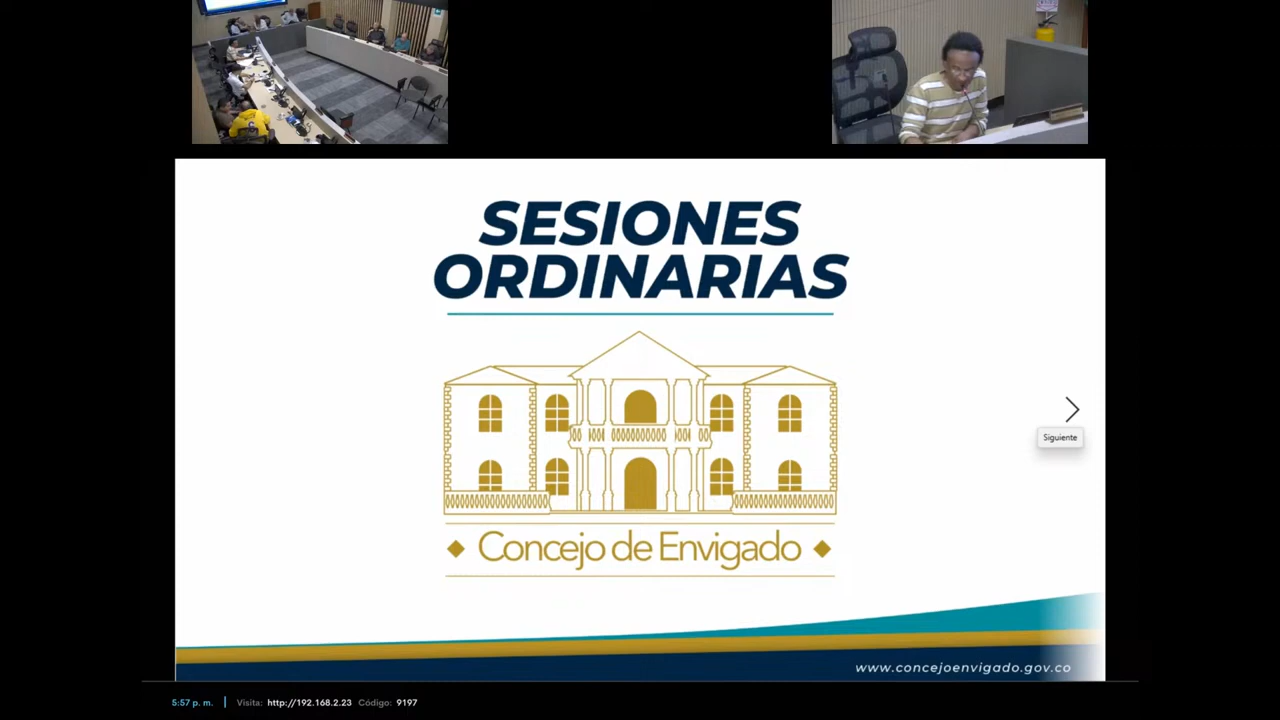 SESIONES
ORDINARIAS
Concejo de Envigado
Siguiente
www.concejoenvigado.gov.co
5:57 p. m. | Visita: http://192.168.2.23 Código: 9197